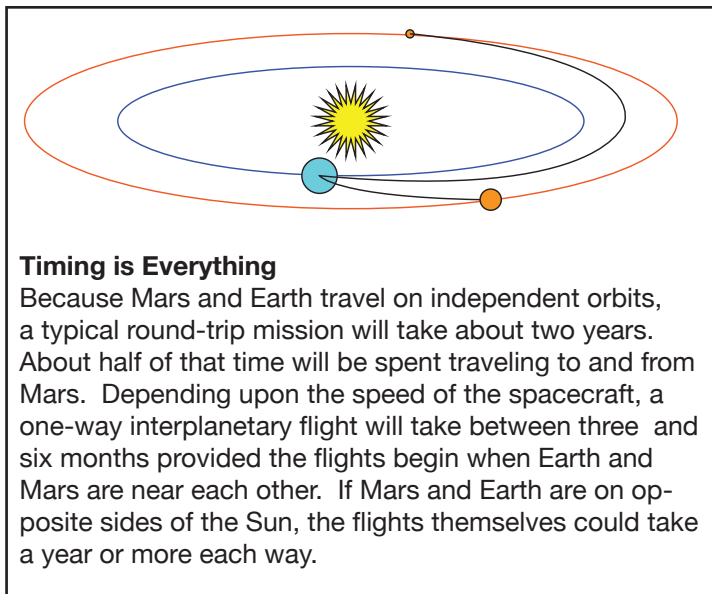 Timing is Everything
Because Mars and Earth travel on independent orbits,
a typical round-trip mission will take about two years.
About half of that time will be spent traveling to and from
Mars.  Depending upon the speed of the spacecraft, a
one-way interplanetary flight will take between three  and
six months provided the flights begin when Earth and
Mars are near each other.  If Mars and Earth are on op-
posite sides of the Sun, the flights themselves could take
a year or more each way.